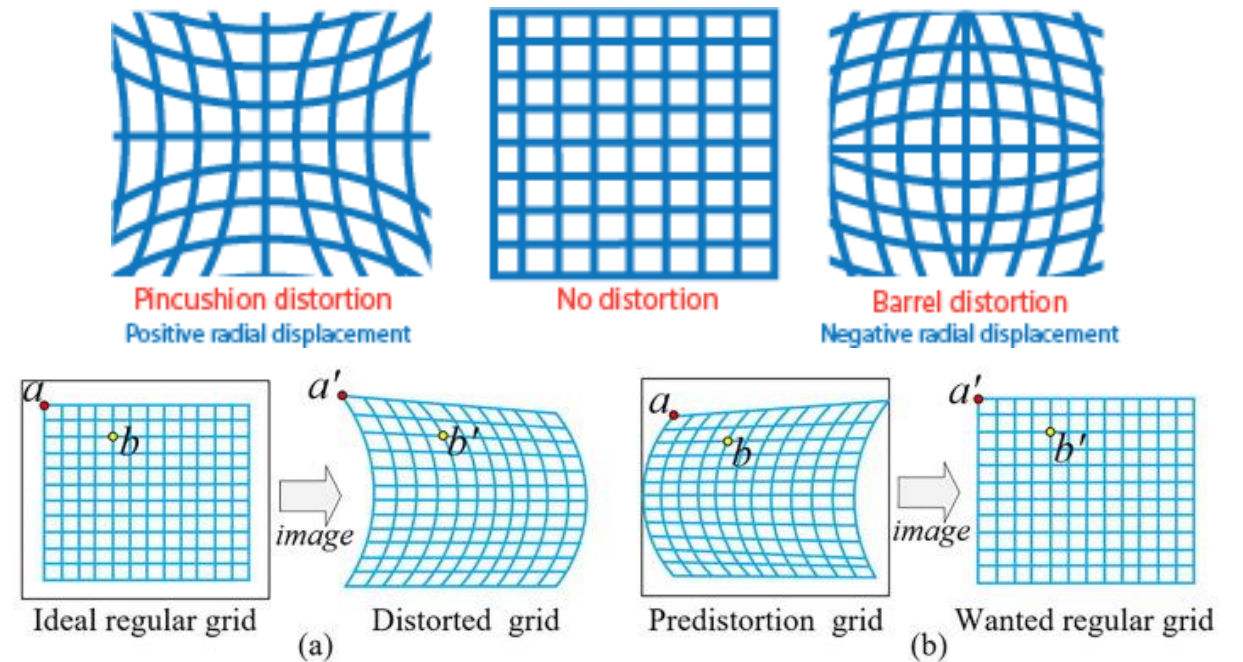 Pincushion distortion
Positive radial displacement
No distortion
Barrel distortion
Negative radial displacement
a
b
image
a'
b'
Ideal regular grid
Distorted grid
(a)
a
b
image
a'
b'
Predistortion grid
Wanted regular grid
(b)